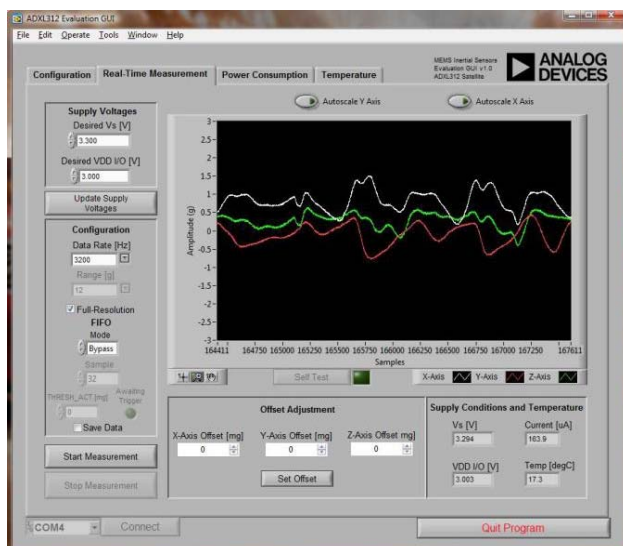 ADXL312 Evaluation GUI
File Edit Operate Tools Window Help
Configuration Real-Time Measurement Power Consumption Temperature
MEMS Inertial Sensors
Evaluation GUI v1.0
ADXL312 Satellite
ANALOG
DEVICES
Supply Voltages
Desired Vs [V]
3.300
Desired VDD I/O [V]
3.000
Update Supply
Voltages
Configuration
Data Rate [Hz]
3200
Range [g]
12
Full-Resolution
FIFO
Mode
Bypass
Sample
32
THRESH_ACT [mg]
Awaiting
Trigger
0
Save Data
Start Measurement
Stop Measurement
Autoscale Y Axis Autoscale X Axis
Amplitude (g)
3
2.5
2
1.5
1
0.5
0
-0.5
-1
-1.5
-2
-2.5
-3
164411 164750 165000 165250 165500 165750 166000 166250 166500 166750 167000 167250 167611
Samples
Self Test
X-Axis Y-Axis Z-Axis
Offset Adjustment
X-Axis Offset [mg] Y-Axis Offset [mg] Z-Axis Offset mg]
0 0 0
Set Offset
Supply Conditions and Temperature
Vs [V] Current [uA]
3.294 163.9
VDD I/O [V] Temp [degC]
3.003 17.3
COM4 Connect
Quit Program